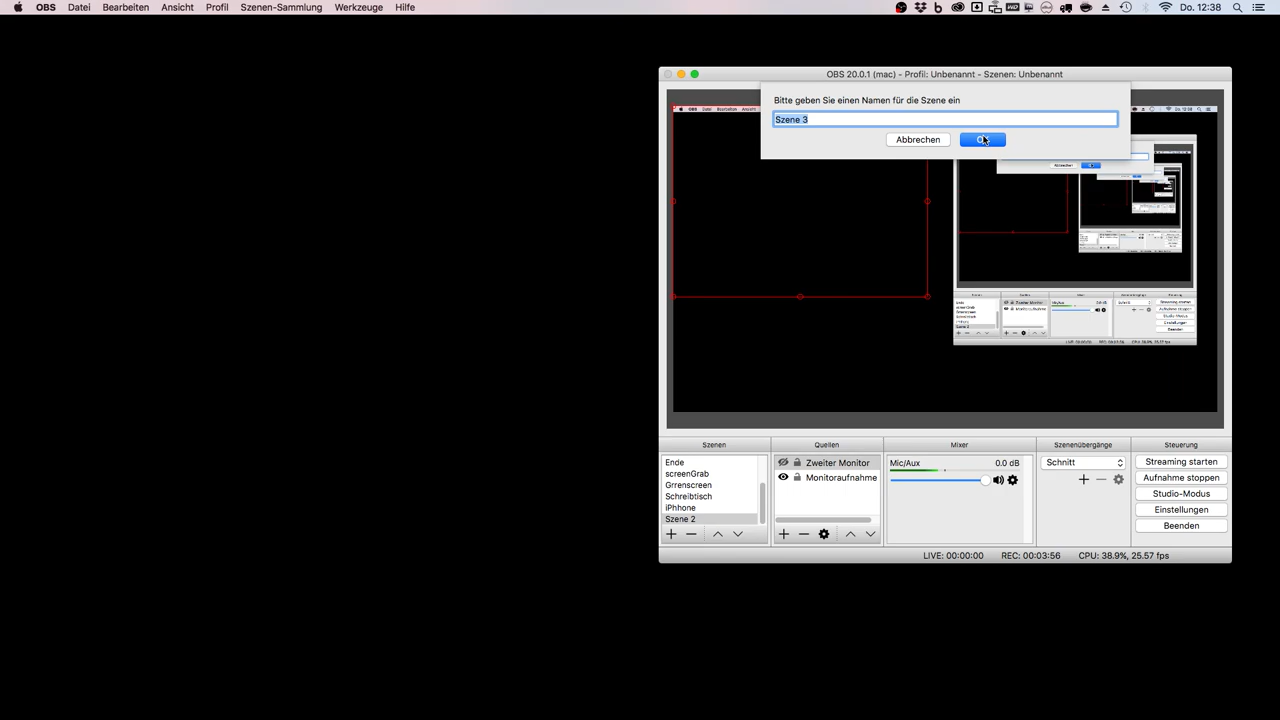 OBS Datei Bearbeiten Ansicht Profil Szenen-Sammlung Werkzeuge Hilfe
Do. 12:38
OBS 20.0.1 (mac) - Profil: Unbenannt - Szenen: Unbenannt
Bitte geben Sie einen Namen für die Szene ein
Szene 3
Abbrechen
Szenen
Quellen
Mixer
Szenenübergänge
Steuerung
Ende
screenGrab
Grrenscreen
Schreibtisch
iPhhone
Szene 2
Zweiter Monitor
Monitoraufnahme
Mic/Aux 0.0 dB
Schnitt
Streaming starten
Aufnahme stoppen
Studio-Modus
Einstellungen
Beenden
LIVE: 00:00:00 REC: 00:03:56 CPU: 38.9%, 25.57 fps